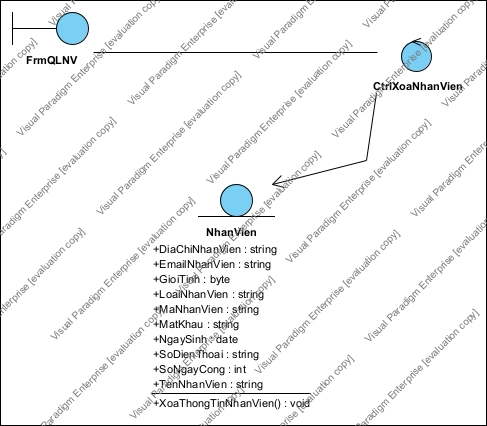 FrmQLNV
CtrlXoaNhanVien
NhanVien
+DiaChiNhanVien : string
+EmailNhanVien : string
+GioiTinh : byte
+LoaiNhanVien : string
+MaNhanVien : string
+MatKhau : string
+NgaySinh : date
+SoDienThoai : string
+SoNgayCong : int
+TenNhanVien : string
+XoaThongTinNhanVien() : void
Visual Paradigm Enterprise [evaluation copy]